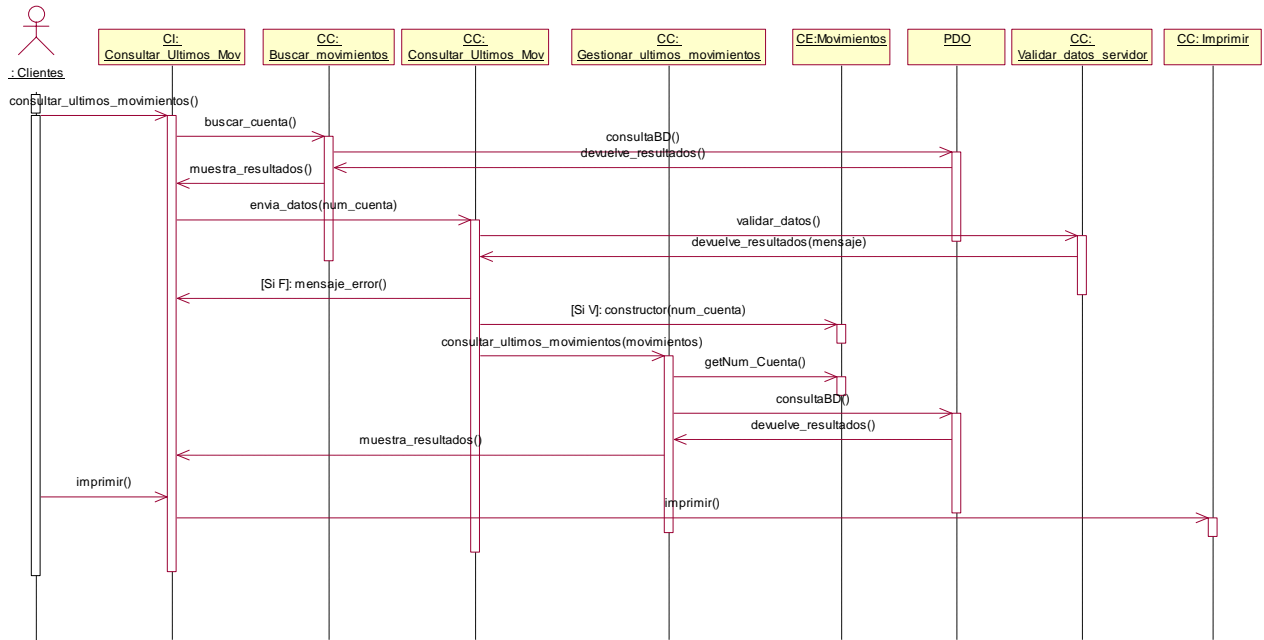 : Clientes
CI:
Consultar_Ultimos_Mov
CC:
Buscar_movimientos
CC:
Consultar_Ultimos_Mov
CC:
Gestionar_ultimos_movimientos
CE:Movimientos
PDO
CC:
Validar_datos_servidor
CC: Imprimir
consultar_ultimos_movimientos()
buscar_cuenta()
consultaBD()
devuelve_resultados()
muestra_resultados()
envia_datos(num_cuenta)
validar_datos()
devuelve_resultados(mensaje)
[Si F]: mensaje_error()
[Si V]: constructor(num_cuenta)
consultar_ultimos_movimientos(movimientos)
getNum_Cuenta()
consultaBD()
devuelve_resultados()
muestra_resultados()
imprimir()
imprimir()